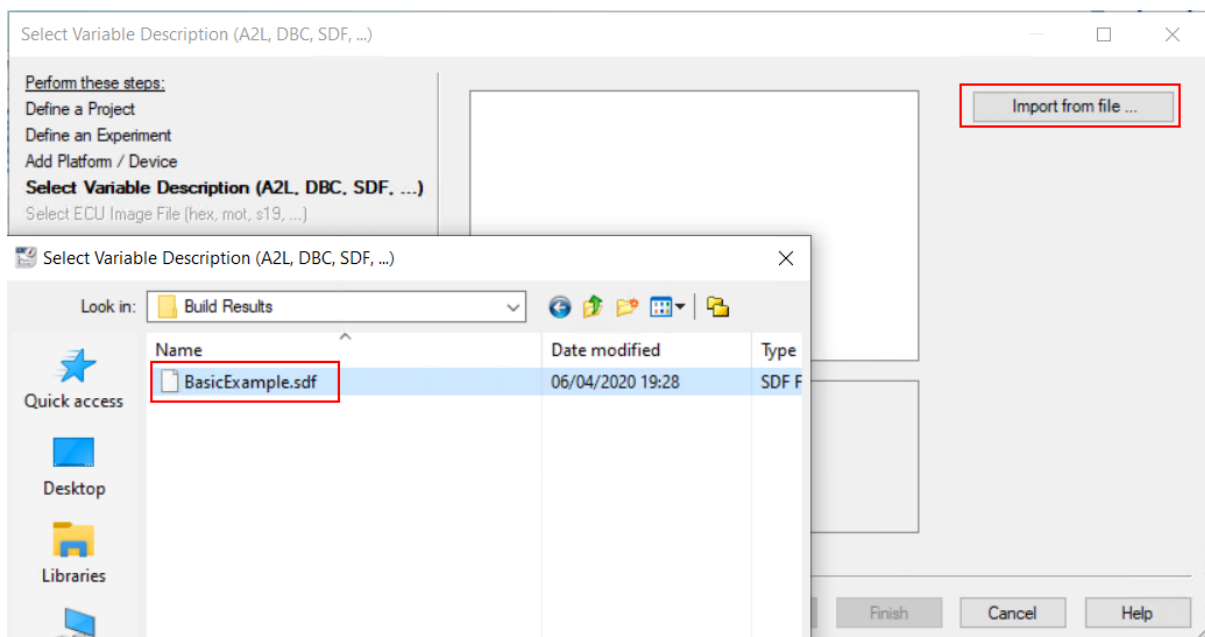 Select Variable Description (A2L, DBC, SDF, ...)
Perform these steps:
Define a Project
Define an Experiment
Add Platform / Device
Select Variable Description (A2L, DBC, SDF, ...)
Select ECU Image File (hex, mot, s19, ...)
Import from file ...
Select Variable Description (A2L, DBC, SDF, ...)
Look in: Build Results
Name Date modified Type
BasicExample.sdf 06/04/2020 19:28 SDF F
Quick access
Desktop
Libraries
Finish Cancel Help